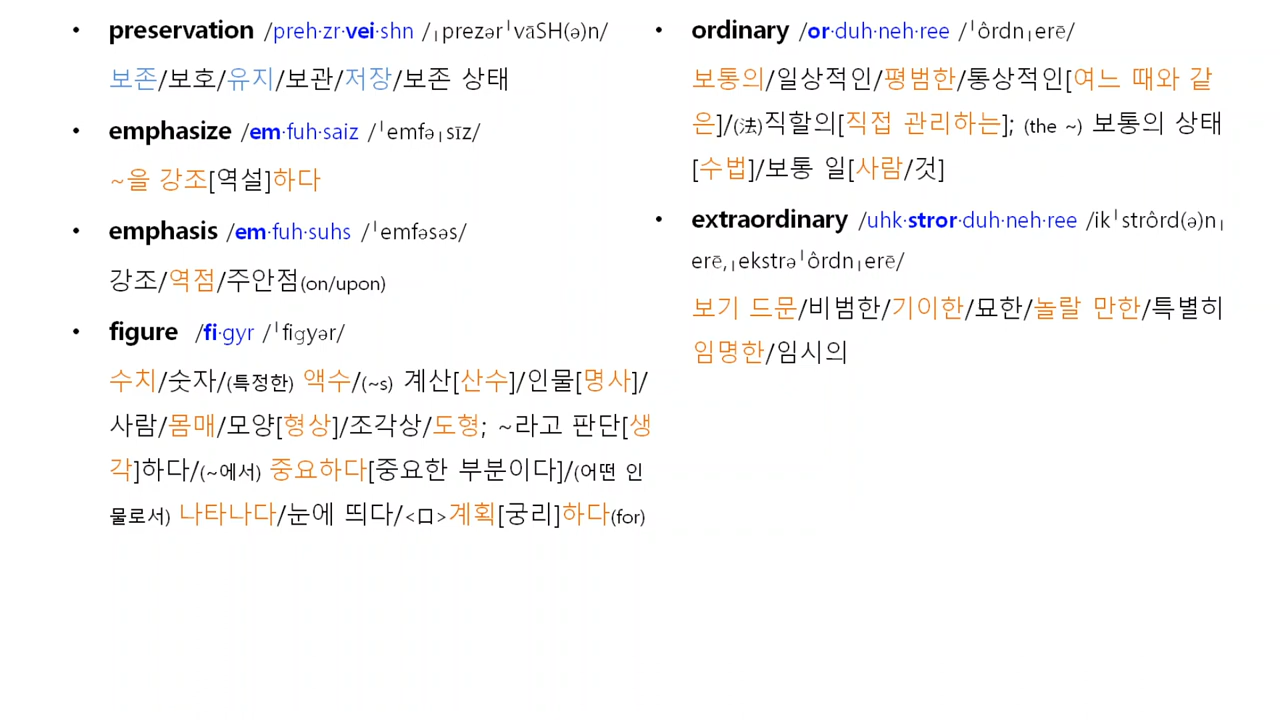 • preservation /preh·zr·vei·shn /ˌprezərˈvāSH(ə)n/
보존/보호/유지/보관/저장/보존 상태
• emphasize /em·fuh·saiz /ˈemfəˌsīz/
~을 강조[역설]하다
• emphasis /em·fuh·suhs /ˈemfəsəs/
강조/역점/주안점(on/upon)
• figure /fi·gyr /ˈfiɡyər/
수치/숫자/(특정한) 액수/(~s) 계산[산수]/인물[명사]/
사람/몸매/모양[형상]/조각상/도형; ~라고 판단[생
각]하다/(~에서) 중요하다[중요한 부분이다]/(어떤 인
물로서) 나타나다/눈에 띄다/<口>계획[궁리]하다(for)
• ordinary /or·duh·neh·ree /ˈôrdnˌerē/
보통의/일상적인/평범한/통상적인[여느 때와 같
은]/(法)직할의[직접 관리하는]; (the ~) 보통의 상태
[수법]/보통 일[사람/것]
• extraordinary /uhk·stror·duh·neh·ree /ikˈstrôrd(ə)nˌ
erē,ˌekstrəˈôrdnˌerē/
보기 드문/비범한/기이한/묘한/놀랄 만한/특별히
임명한/임시의